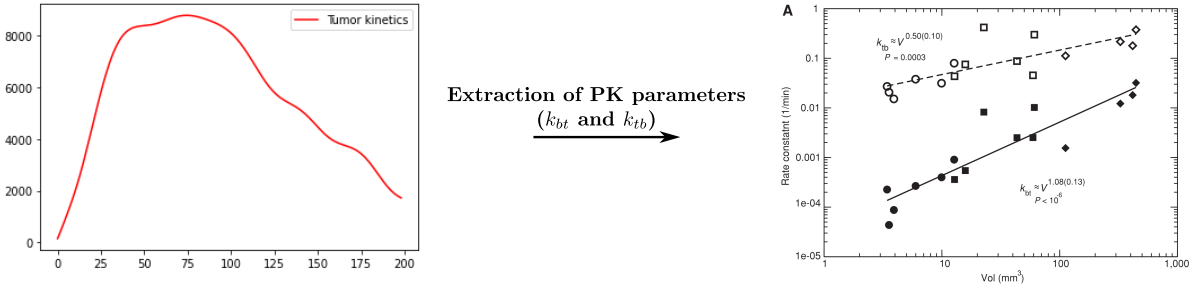 Tumor kinetics
8000
6000
4000
2000
0
0 25 50 75 100 125 150 175 200
Extraction of PK parameters
(k_bt and k_tb)
A
1
0.1
0.01
0.001
1e-04
1e-05
Rate constatnt (1/min)
k_tb ≈ V^0.50(0.10)
P = 0.0003
k_bt ≈ V^1.08(0.13)
P < 10^-6
1 10 100 1,000
Vol (mm^3)